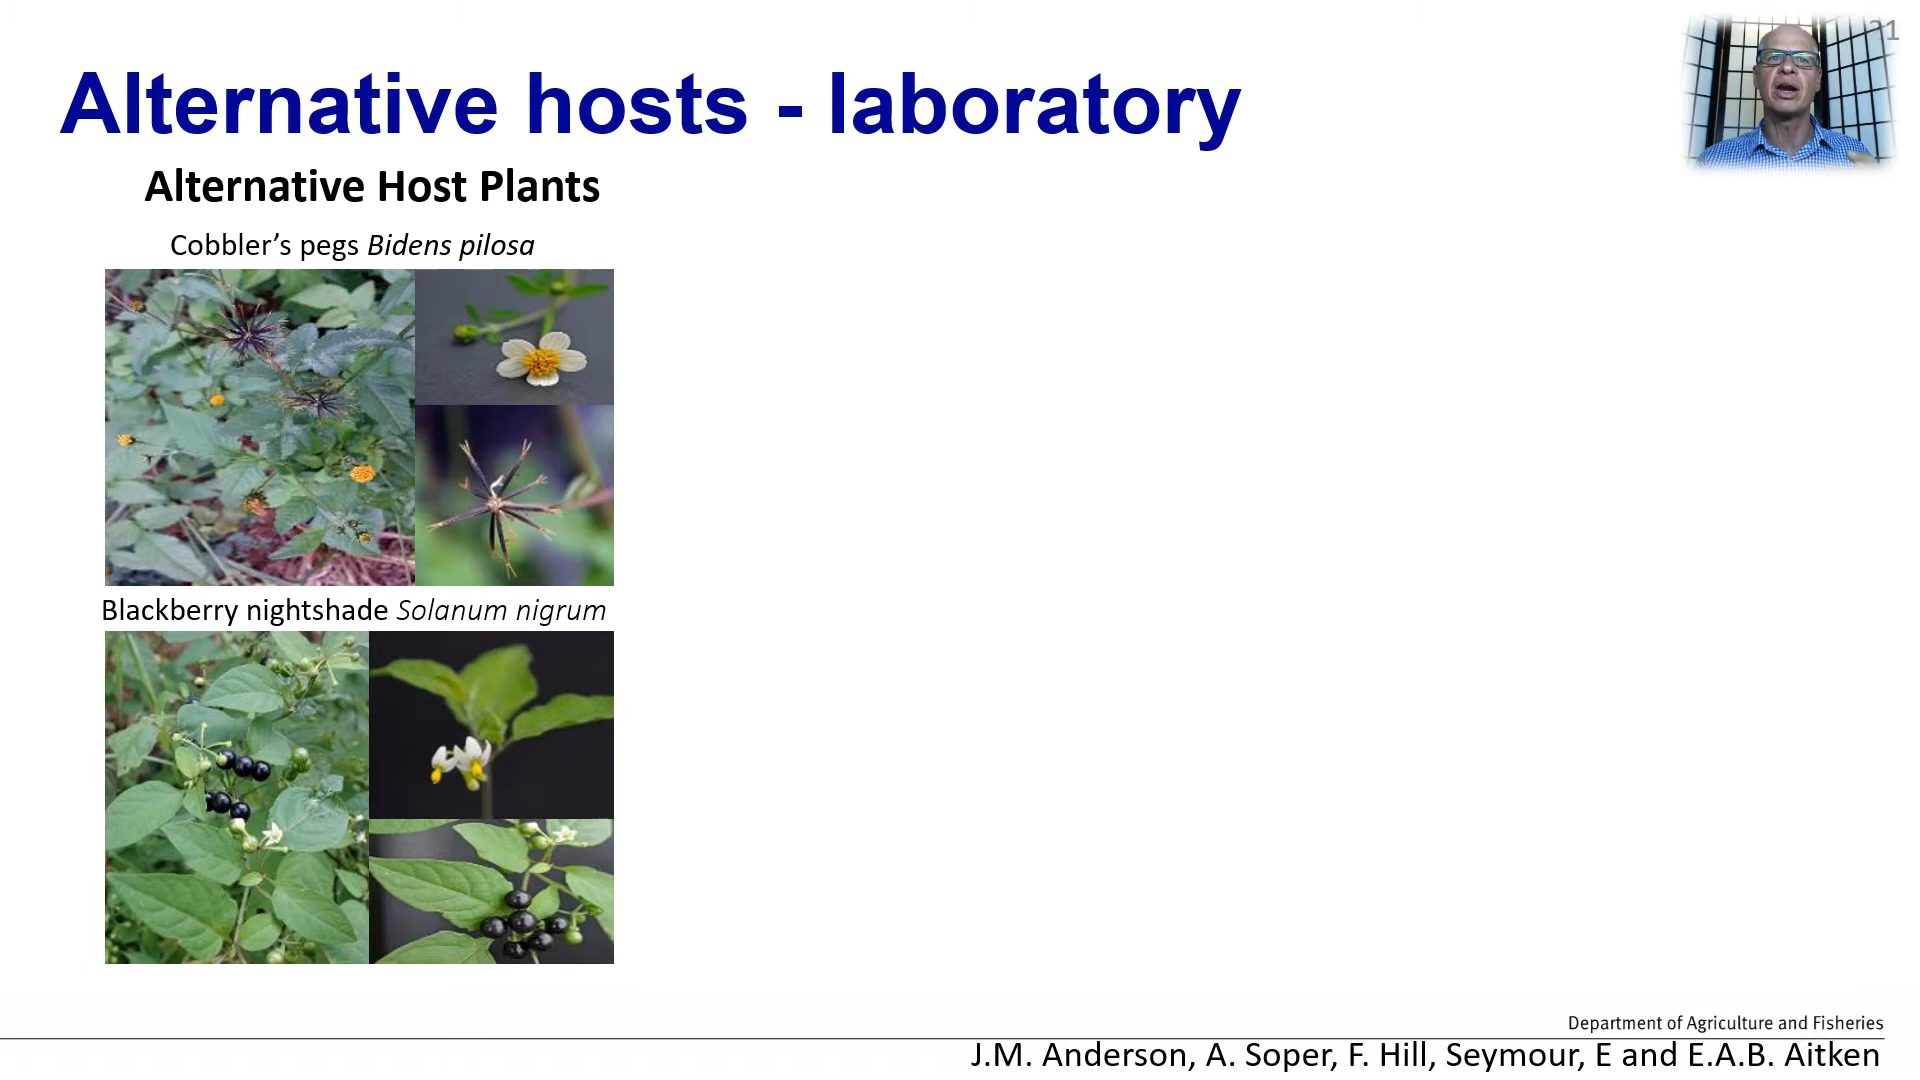 Alternative hosts - laboratory
Alternative Host Plants
Cobbler’s pegs Bidens pilosa
Blackberry nightshade Solanum nigrum
Department of Agriculture and Fisheries
J.M. Anderson, A. Soper, F. Hill, Seymour, E and E.A.B. Aitken